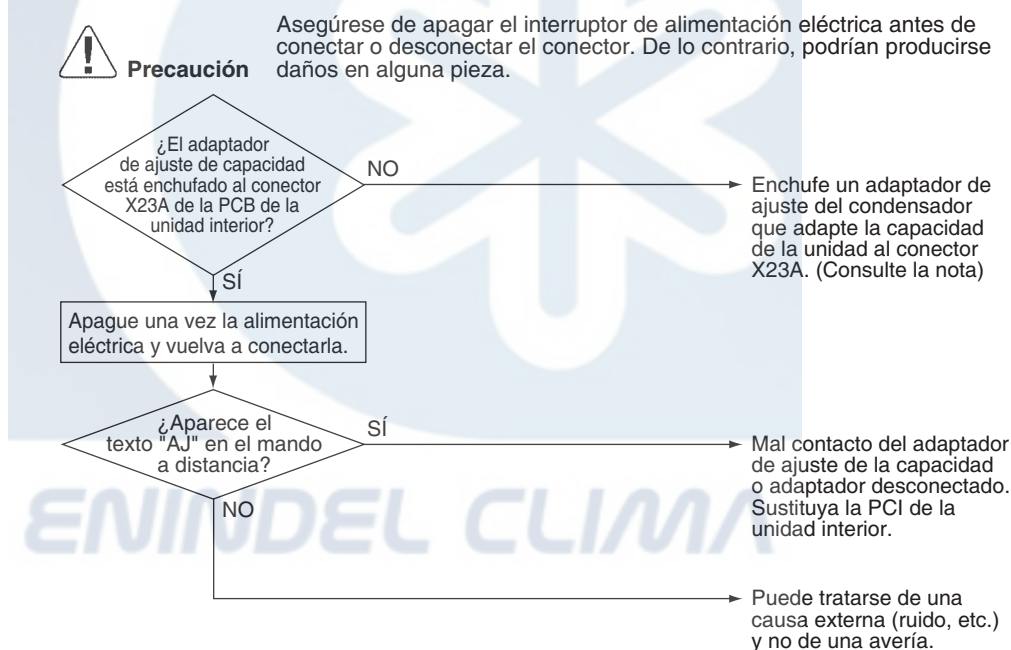 Asegúrese de apagar el interruptor de alimentación eléctrica antes de
conectar o desconectar el conector. De lo contrario, podrían producirse
Precaución daños en alguna pieza.
¿El adaptador
de ajuste de capacidad
está enchufado al conector
X23A de la PCB de la
unidad interior?
NO
Enchufe un adaptador de
ajuste del condensador
que adapte la capacidad
de la unidad al conector
X23A. (Consulte la nota)
SÍ
Apague una vez la alimentación
eléctrica y vuelva a conectarla.
¿Aparece el
texto "AJ" en el mando
a distancia?
SÍ
Mal contacto del adaptador
de ajuste de la capacidad
o adaptador desconectado.
Sustituya la PCI de la
unidad interior.
NO
ENINDEL CLIMA
Puede tratarse de una
causa externa (ruido, etc.)
y no de una avería.